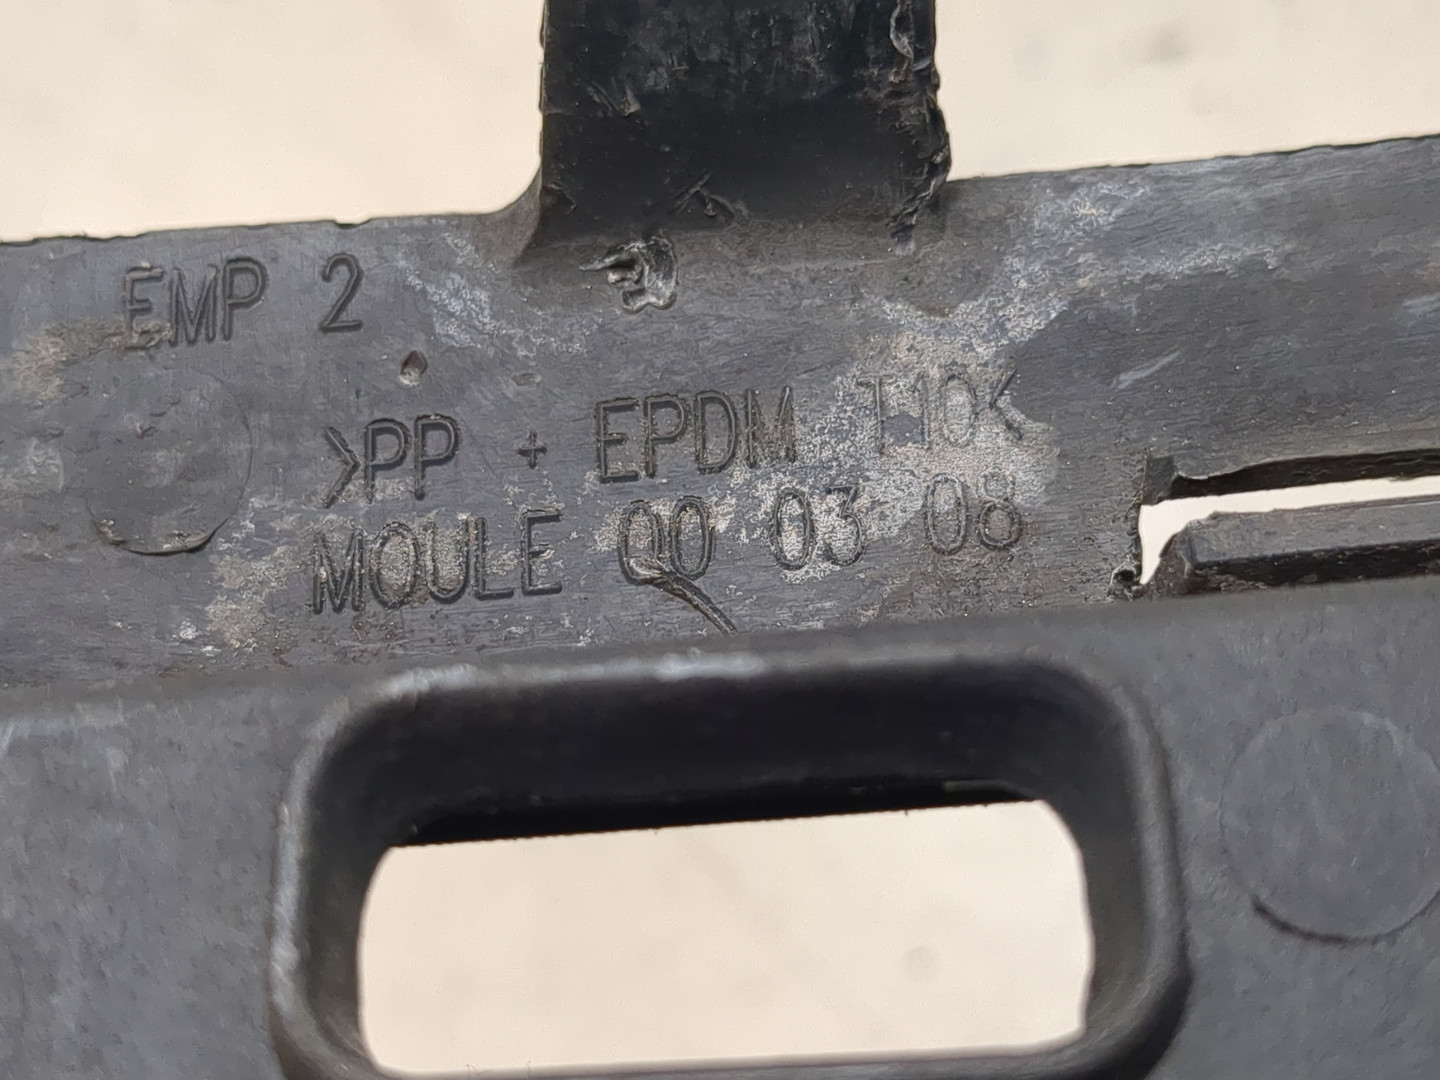 EMP 2
>PP + EPDM T10<
MOULE 00 03 08